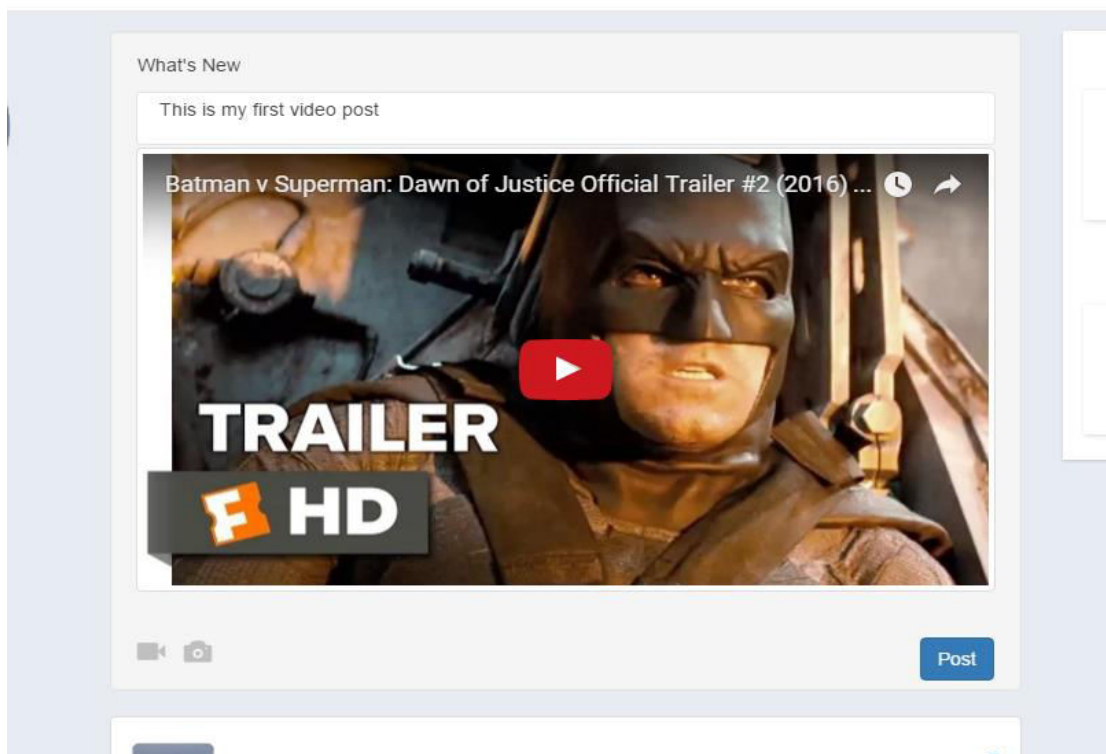 What's New
This is my first video post
Batman v Superman: Dawn of Justice Official Trailer #2 (2016) ...
TRAILER
F HD
Post